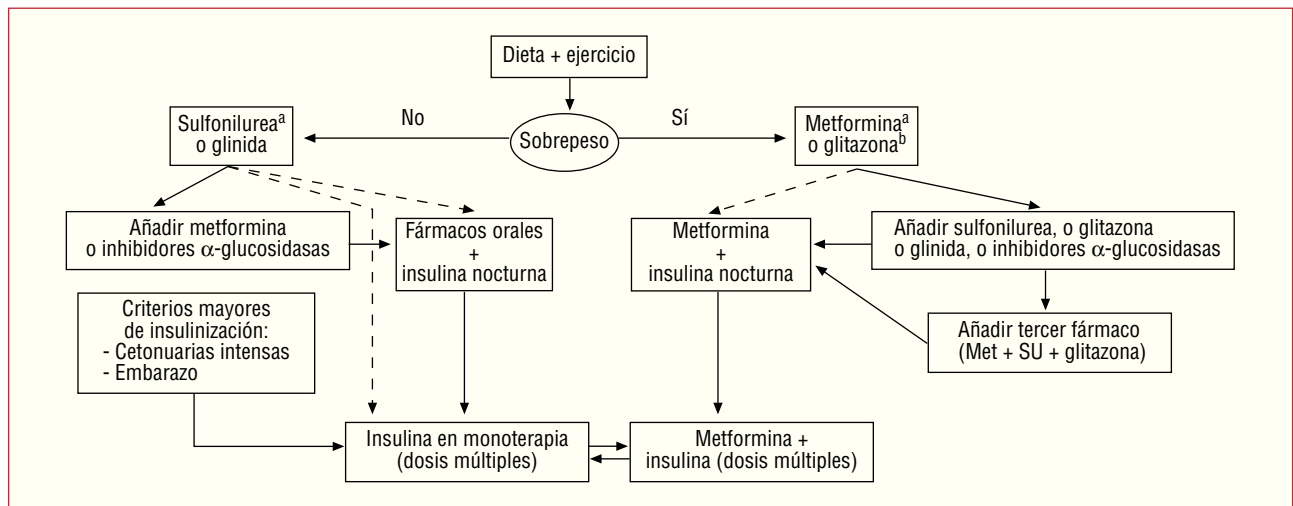 Dieta + ejercicio
No
Sí
Sobrepeso
Sulfonilureaᵃ
o glinida
Metforminaᵃ
o glitazonaᵇ
Añadir metformina
o inhibidores α-glucosidasas
Fármacos orales
+
insulina nocturna
Metformina
+
insulina nocturna
Añadir sulfonilurea, o glitazona
o glinida, o inhibidores α-glucosidasas
Criterios mayores
de insulinización:
- Cetonuarias intensas
- Embarazo
Añadir tercer fármaco
(Met + SU + glitazona)
Insulina en monoterapia
(dosis múltiples)
Metformina +
insulina (dosis múltiples)